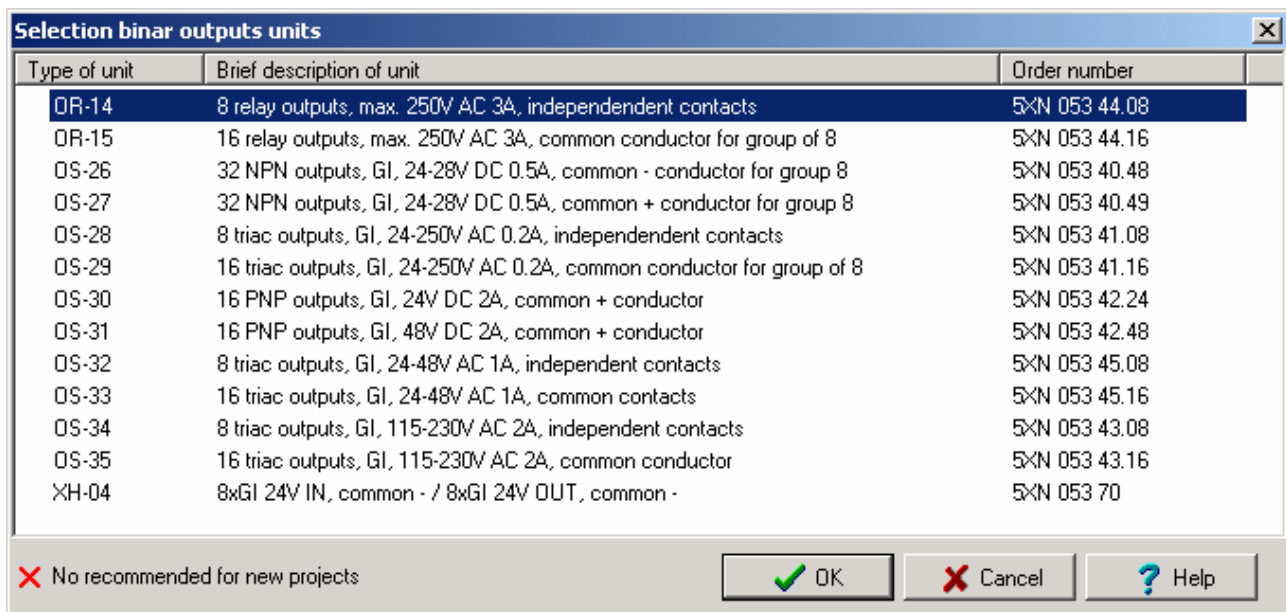 Selection binar outputs units
Type of unit Brief description of unit Order number
OR-14 8 relay outputs, max. 250V AC 3A, independendent contacts 5XN 053 44.08
OR-15 16 relay outputs, max. 250V AC 3A, common conductor for group of 8 5XN 053 44.16
OS-26 32 NPN outputs, GI, 24-28V DC 0.5A, common - conductor for group 8 5XN 053 40.48
OS-27 32 NPN outputs, GI, 24-28V DC 0.5A, common + conductor for group 8 5XN 053 40.49
OS-28 8 triac outputs, GI, 24-250V AC 0.2A, independendent contacts 5XN 053 41.08
OS-29 16 triac outputs, GI, 24-250V AC 0.2A, common conductor for group of 8 5XN 053 41.16
OS-30 16 PNP outputs, GI, 24V DC 2A, common + conductor 5XN 053 42.24
OS-31 16 PNP outputs, GI, 48V DC 2A, common + conductor 5XN 053 42.48
OS-32 8 triac outputs, GI, 24-48V AC 1A, independent contacts 5XN 053 45.08
OS-33 16 triac outputs, GI, 24-48V AC 1A, common contacts 5XN 053 45.16
OS-34 8 triac outputs, GI, 115-230V AC 2A, independent contacts 5XN 053 43.08
OS-35 16 triac outputs, GI, 115-230V AC 2A, common conductor 5XN 053 43.16
XH-04 8xGI 24V IN, common - / 8xGI 24V OUT, common - 5XN 053 70
No recommended for new projects OK Cancel Help